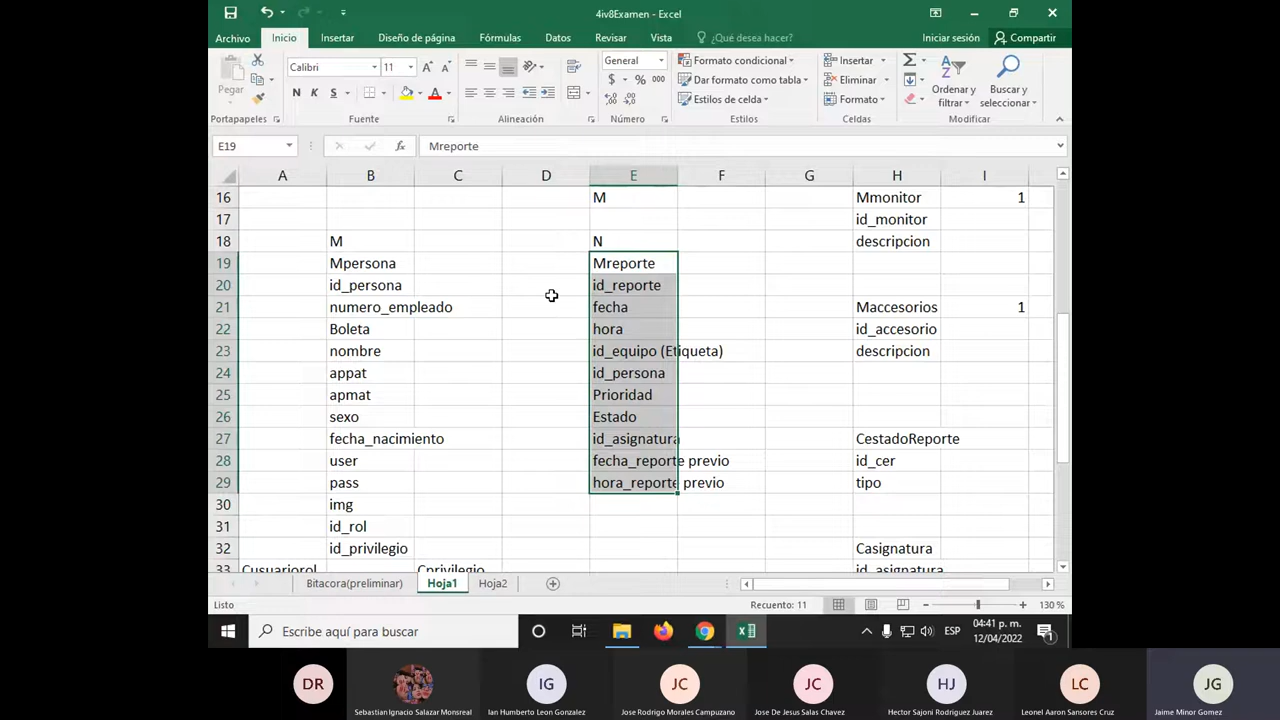 4iv8Examen - Excel
Archivo Inicio Insertar Diseño de página Fórmulas Datos Revisar Vista ¿Qué desea hacer? Iniciar sesión Compartir
Pegar
Calibri 11
N K S
General
$ % 000
Formato condicional
Dar formato como tabla
Estilos de celda
Insertar
Eliminar
Formato
Ordenar y filtrar
Buscar y seleccionar
Portapapeles Fuente Alineación Número Estilos Celdas Modificar
E19 fx Mreporte
A B C D E F G H I
16 M Mmonitor 1
17 id_monitor
18 M N descripcion
19 Mpersona Mreporte
20 id_persona id_reporte
21 numero_empleado fecha Maccesorios 1
22 Boleta hora id_accesorio
23 nombre id_equipo (Etiqueta) descripcion
24 appat id_persona
25 apmat Prioridad
26 sexo Estado
27 fecha_nacimiento id_asignatura CestadoReporte
28 user fecha_reporte previo id_cer
29 pass hora_reporte previo tipo
30 img
31 id_rol
32 id_privilegio Casignatura
33 Cusuariorol Cprivilegio id_asignatura
Bitacora(preliminar) Hoja1 Hoja2
Listo Recuento: 11 130 %
Escribe aquí para buscar
ESP
04:41 p. m.
12/04/2022
1
DR IG JC JC HJ LC JG
Sebastian Ignacio Salazar Monsreal
Ian Humberto Leon Gonzalez
Jose Rodrigo Morales Campuzano
Jose De Jesus Salas Chavez
Hector Sajoni Rodriguez Juarez
Leonel Aaron Sansores Cruz
Jaime Minor Gomez